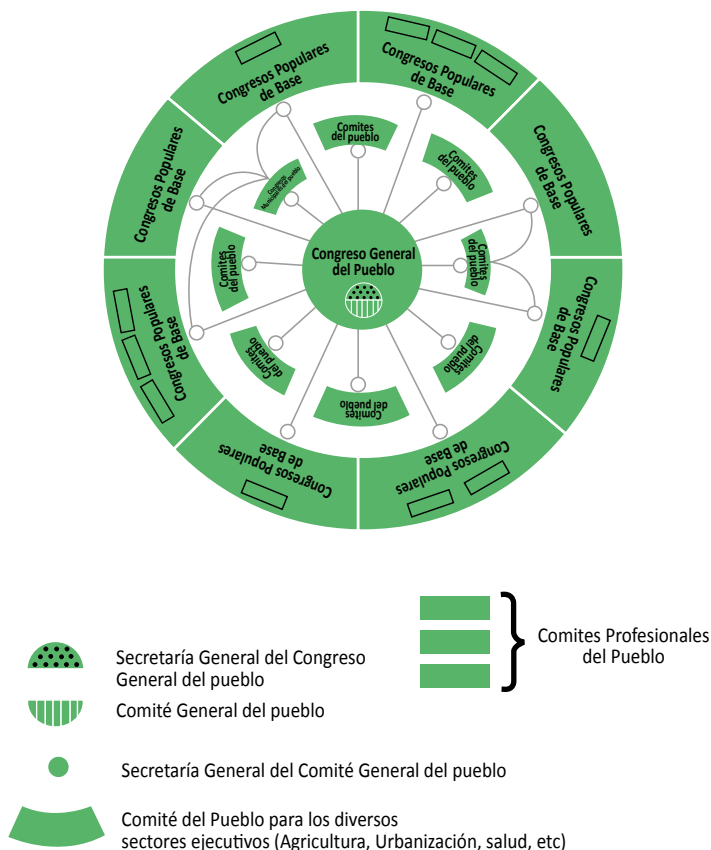 Congresos Populares
de Base
Congresos Populares
de Base
Congresos Populares
de Base
Congresos Populares
de Base
Congresos Populares
de Base
Congresos Populares
de Base
Congresos Populares
de Base
Congresos Populares
de Base
Comites
del pueblo
Comites
del pueblo
Comites
del pueblo
Comites
del pueblo
Comites
del pueblo
Comites
del pueblo
Comites
del pueblo
Congresos
Municipales del pueblo
Congreso General
del Pueblo
Secretaría General del Congreso
General del pueblo
Comité General del pueblo
Secretaría General del Comité General del pueblo
Comité del Pueblo para los diversos
sectores ejecutivos (Agricultura, Urbanización, salud, etc)
Comites Profesionales
del Pueblo